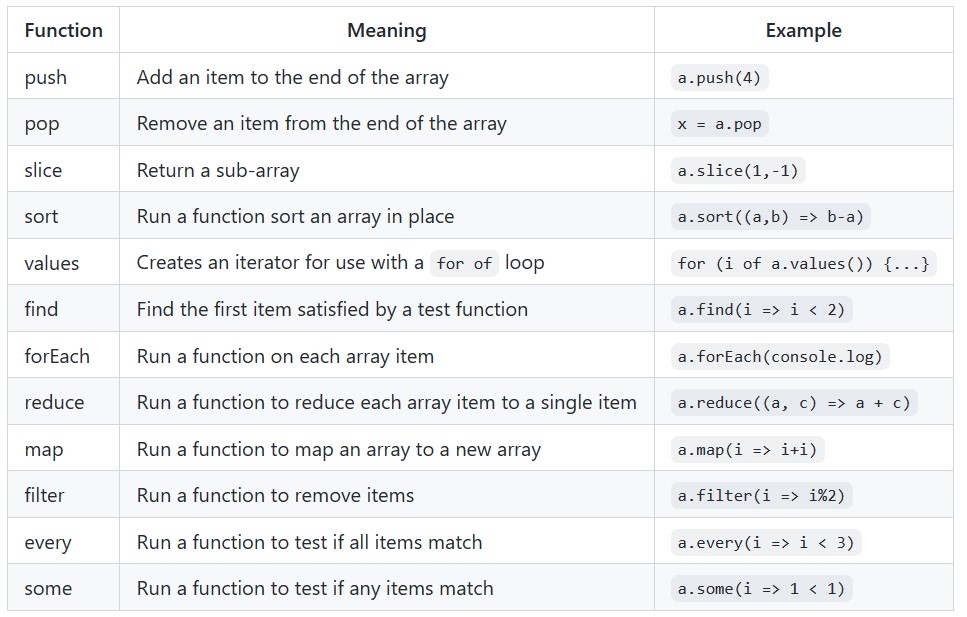 Function Meaning Example
push Add an item to the end of the array a.push(4)
pop Remove an item from the end of the array x = a.pop
slice Return a sub-array a.slice(1,-1)
sort Run a function sort an array in place a.sort((a,b) => b-a)
values Creates an iterator for use with a for of loop for (i of a.values()) {...}
find Find the first item satisfied by a test function a.find(i => i < 2)
forEach Run a function on each array item a.forEach(console.log)
reduce Run a function to reduce each array item to a single item a.reduce((a, c) => a + c)
map Run a function to map an array to a new array a.map(i => i+i)
filter Run a function to remove items a.filter(i => i%2)
every Run a function to test if all items match a.every(i => i < 3)
some Run a function to test if any items match a.some(i => 1 < 1)